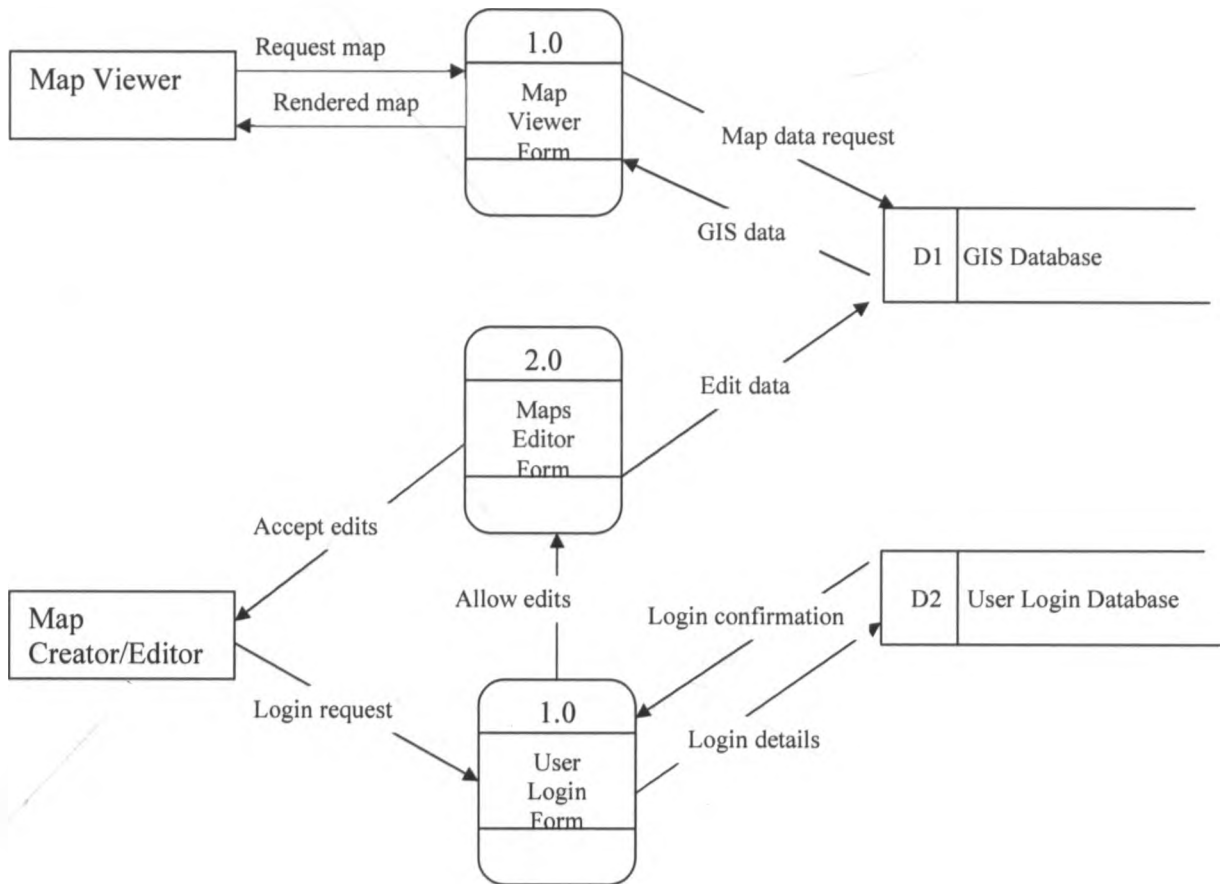 1.0
Request map
Map Viewer
Rendered map
Map
Viewer
Form
Map data request
GIS data
D1 GIS Database
2.0
Maps
Editor
Form
Edit data
Accept edits
Allow edits
Login confirmation
D2 User Login Database
Map
Creator/Editor
Login request
1.0
User
Login
Form
Login details